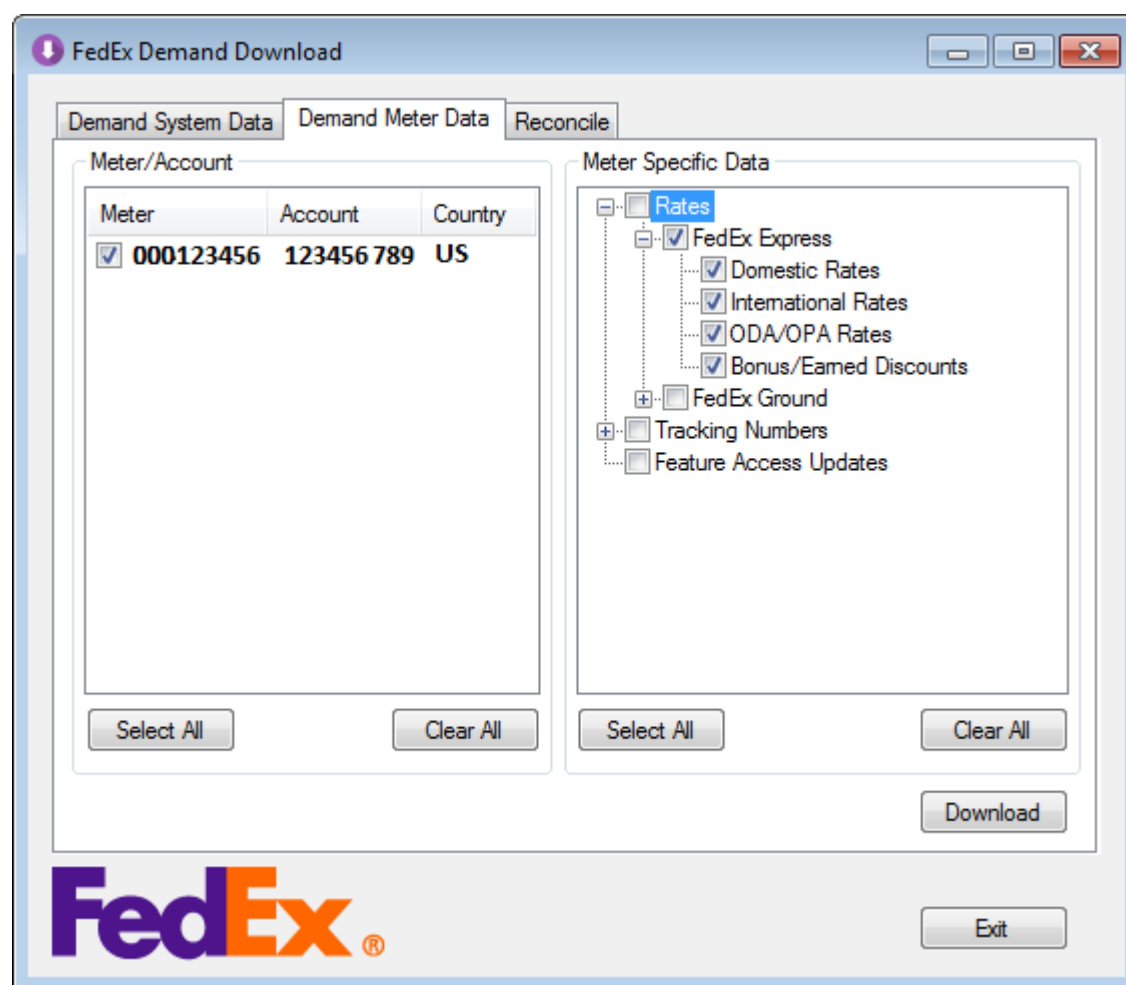 FedEx Demand Download
Demand System Data Demand Meter Data Reconcile
Meter/Account
Meter Account Country
000123456 123456789 US
Select All Clear All
Meter Specific Data
Rates
FedEx Express
Domestic Rates
International Rates
ODA/OPA Rates
Bonus/Earned Discounts
FedEx Ground
Tracking Numbers
Feature Access Updates
Select All Clear All
Download
FedEx®
Exit